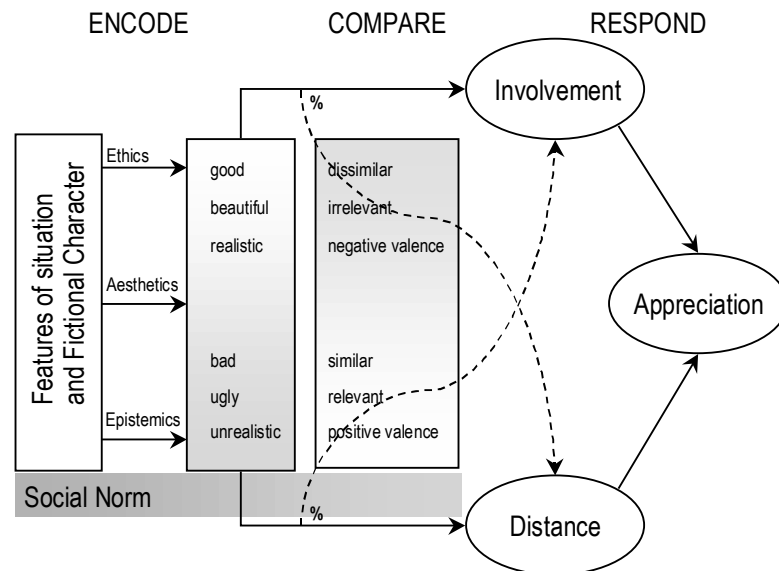 ENCODE COMPARE RESPOND
%
Involvement
Features of situation
and Fictional Character
Ethics
Aesthetics
Epistemics
good
beautiful
realistic
bad
ugly
unrealistic
dissimilar
irrelevant
negative valence
similar
relevant
positive valence
Appreciation
Social Norm
%
Distance